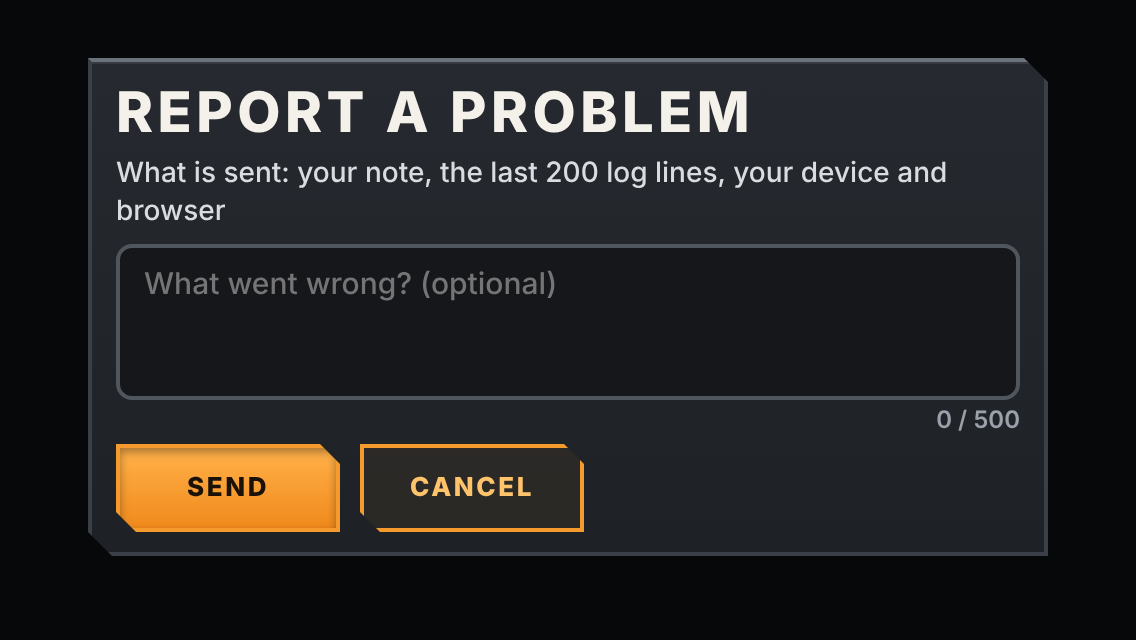 REPORT A PROBLEM
What is sent: your note, the last 200 log lines, your device and
browser
What went wrong? (optional)
0 / 500
SEND
CANCEL